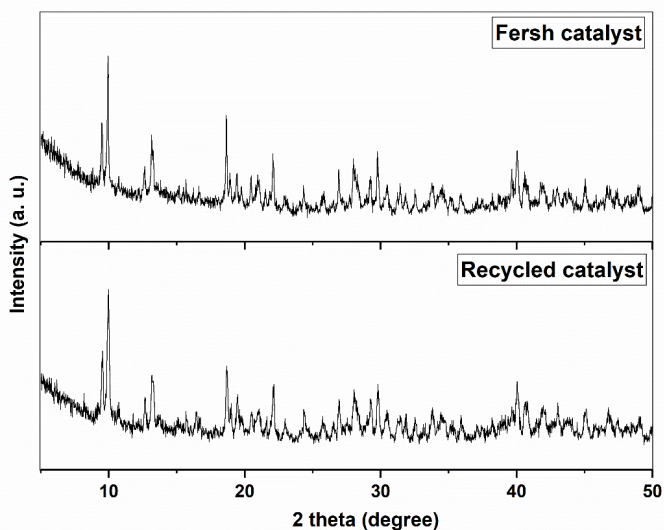 Fersh catalyst
Recycled catalyst
Intensity (a. u.)
10 20 30 40 50
2 theta (degree)